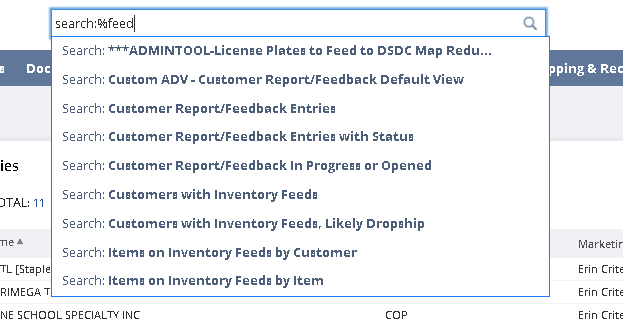 search:%feed
Search: ***ADMINTOOL-License Plates to Feed to DSDC Map Redu...
s Doc
Search: Custom ADV - Customer Report/Feedback Default View
pping & Rec
Search: Customer Report/Feedback Entries
Search: Customer Report/Feedback Entries with Status
ies
Search: Customer Report/Feedback In Progress or Opened
Search: Customers with Inventory Feeds
OTAL: 11
Search: Customers with Inventory Feeds, Likely Dropship
me
Search: Items on Inventory Feeds by Customer
Marketin
TL [Staple
Erin Crite
Search: Items on Inventory Feeds by Item
RIMEGA T
Erin Crite
NE SCHOOL SPECIALTY INC COP Erin Crite